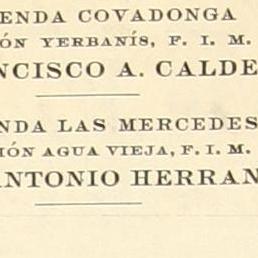 ENDA COVADONGA
ÓN YERBANÍS, F. I. M.
NCISCO A. CALDE
NDA LAS MERCEDES
IÓN AGUA VIEJA, F. I. M.
ANTONIO HERRAN